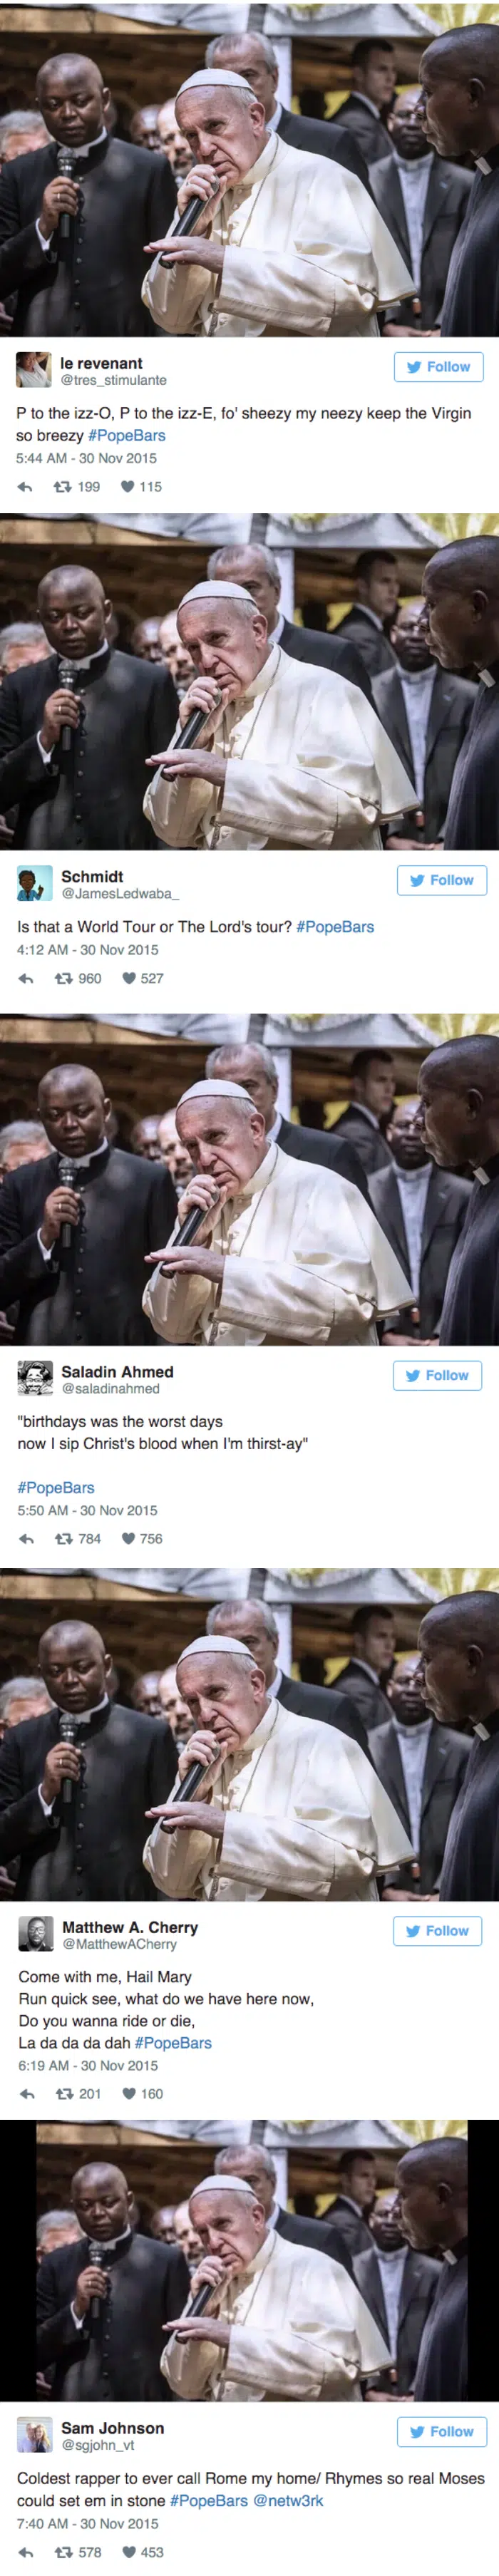 le revenant
@tres_stimulante
Follow
P to the izz-O, P to the izz-E, fo' sheezy my neezy keep the Virgin
so breezy #PopeBars
5:44 AM - 30 Nov 2015
199 115
Schmidt
@JamesLedwaba_
Follow
Is that a World Tour or The Lord's tour? #PopeBars
4:12 AM - 30 Nov 2015
960 527
Saladin Ahmed
@saladinahmed
Follow
"birthdays was the worst days
now I sip Christ's blood when I'm thirst-ay"
#PopeBars
5:50 AM - 30 Nov 2015
784 756
Matthew A. Cherry
@MatthewACherry
Follow
Come with me, Hail Mary
Run quick see, what do we have here now,
Do you wanna ride or die,
La da da da dah #PopeBars
6:19 AM - 30 Nov 2015
201 160
Sam Johnson
@sgjohn_vt
Follow
Coldest rapper to ever call Rome my home/ Rhymes so real Moses
could set em in stone #PopeBars @netw3rk
7:40 AM - 30 Nov 2015
578 453